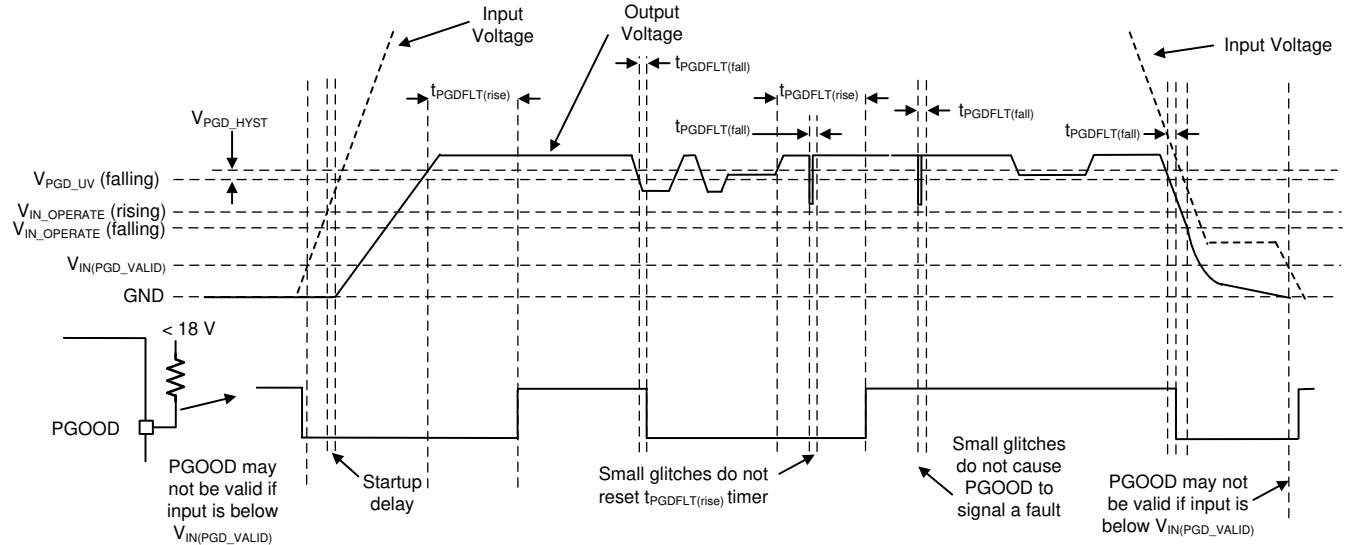 Input
Voltage
Output
Voltage
Input Voltage
tPGDFLT(fall)
tPGDFLT(rise)
tPGDFLT(rise)
tPGDFLT(fall)
tPGDFLT(fall)
tPGDFLT(fall)
VPGD_HYST
VPGD_UV (falling)
VIN_OPERATE (rising)
VIN_OPERATE (falling)
VIN(PGD_VALID)
GND
< 18 V
PGOOD
PGOOD may
not be valid if
input is below
VIN(PGD_VALID)
Startup
delay
Small glitches do not
reset tPGDFLT(rise) timer
Small glitches
do not cause
PGOOD to
signal a fault
PGOOD may not
be valid if input is
below VIN(PGD_VALID)